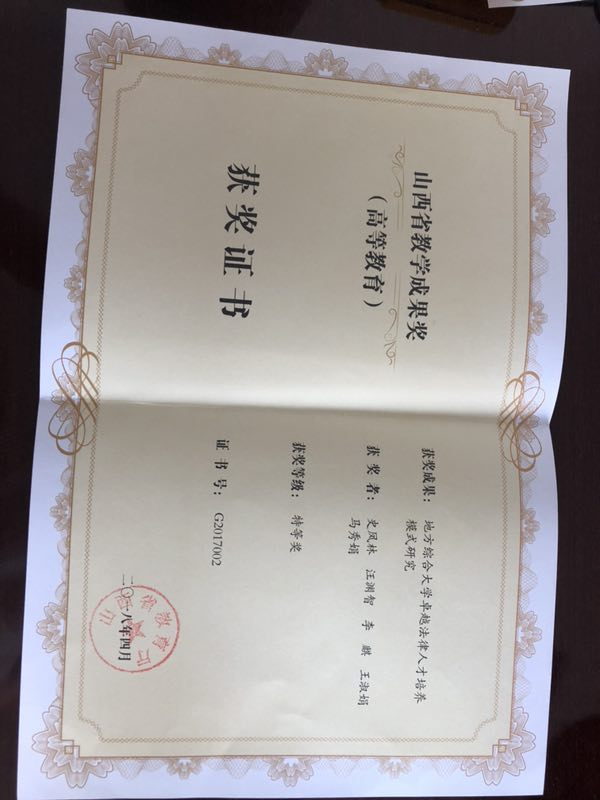 山西省教学成果奖
（高等教育）
获奖证书
获奖成果：地方综合大学卓越法律人才培养
模式研究
获奖者：史凤林 汪渊智 李麒 王淑娟
马秀娟
获奖等级：特等奖
证书号：G2017002
二〇一八年四月